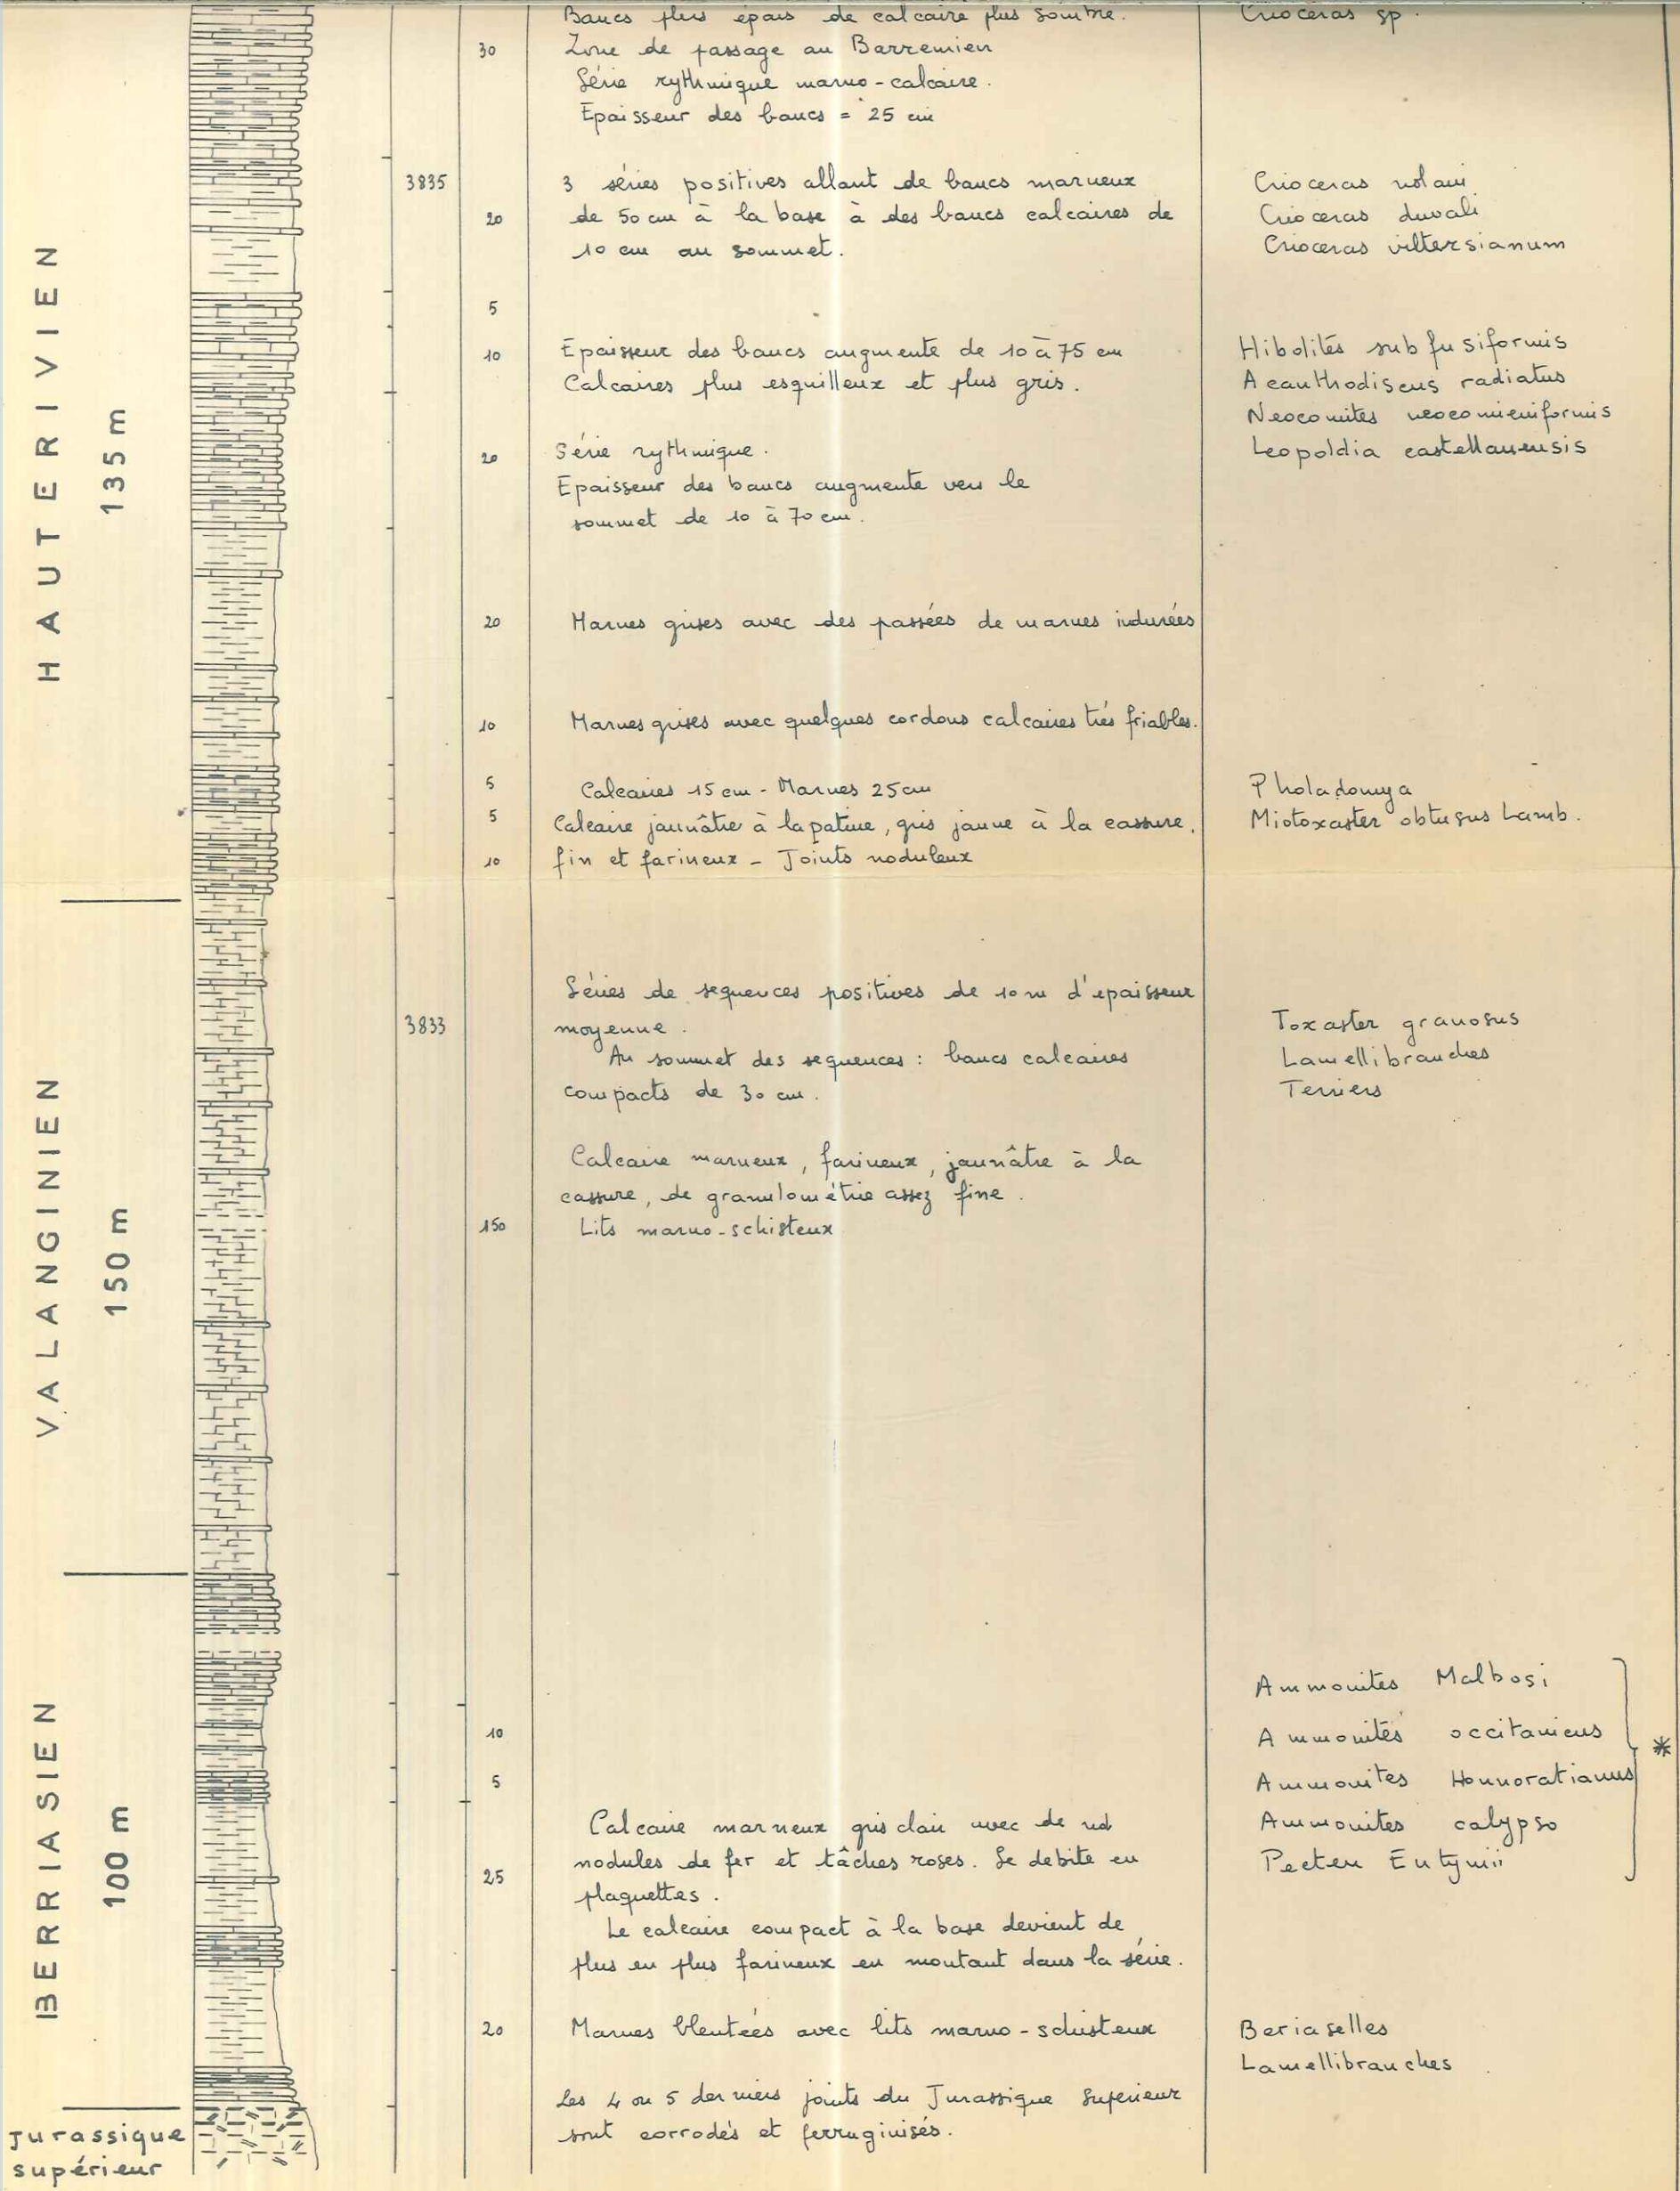 Bancs plus épais de calcaire plus sombre. Crioceras sp.
30 Zone de passage au Barremien
Série rythmique marno-calcaire.
Epaisseur des bancs = 25 cm
3835 3 séries positives allant de bancs marneux Crioceras nolani
20 de 50 cm à la base à des bancs calcaires de Crioceras duvali
10 cm au sommet. Crioceras viltersianum
5
10 Epaisseur des bancs augmente de 10 à 75 cm Hibolites subfusiformis
Calcaires plus esquilleux et plus gris. Acanthodiscus radiatus
Neocomites neocomieniformis
20 Série rythmique. Leopoldia castellanensis
Epaisseur des bancs augmente vers le
sommet de 10 à 70 cm.
HAUTERIVIEN
135 m
20 Marnes grises avec des passées de marnes indurées
10 Marnes grises avec quelques cordons calcaires très friables.
5 Calcaires 15 cm - Marnes 25 cm Pholadomya
5 Calcaire jaunâtre à la patine, gris jaune à la cassure, Miotoxaster obtusus Lamb.
10 fin et farineux - Joints noduleux
Séries de sequences positives de 10 m d'epaisseur
3833 moyenne. Toxaster granosus
Au sommet des sequences : bancs calcaires Lamellibranches
compacts de 30 cm. Terriers
Calcaire marneux, farineux, jaunâtre à la
cassure, de granulométrie assez fine.
150 Lits marno-schisteux
VALANGINIEN
150 m
Ammonites Malbosi
10 Ammonites occitanicus
*
5 Ammonites Honnoratianus
Calcaire marneux gris clair avec de nod Ammonites calypso
nodules de fer et tâches roses. Se debite en Pecten Eutymii
25 plaquettes.
Le calcaire compact à la base devient de
plus en plus farineux en montant dans la série.
BERRIASIEN
100 m
20 Marnes bleutées avec lits marno-schisteux Beriaselles
Lamellibranches
Les 4 ou 5 derniers joints du Jurassique Superieur
sont corrodés et ferruginisés.
Jurassique
supérieur